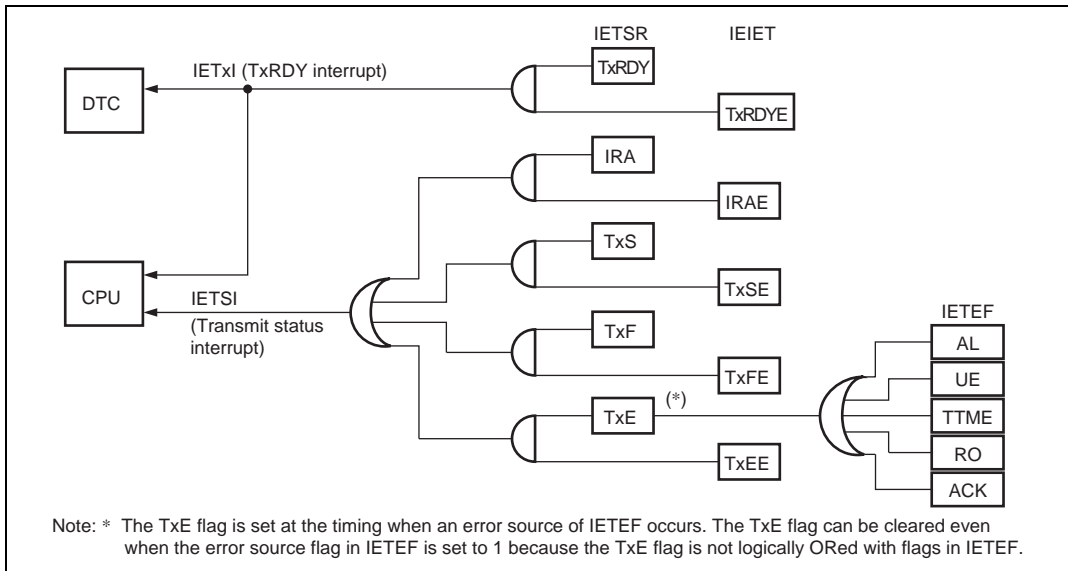 IETSR
IEIET
IETxI (TxRDY interrupt)
TxRDY
DTC
TxRDYE
IRA
IRAE
TxS
CPU
IETSI
(Transmit status
interrupt)
TxSE
TxF
TxFE
IETEF
AL
UE
TxE
(*)
TTME
TxEE
RO
ACK
Note: * The TxE flag is set at the timing when an error source of IETEF occurs. The TxE flag can be cleared even
when the error source flag in IETEF is set to 1 because the TxE flag is not logically ORed with flags in IETEF.